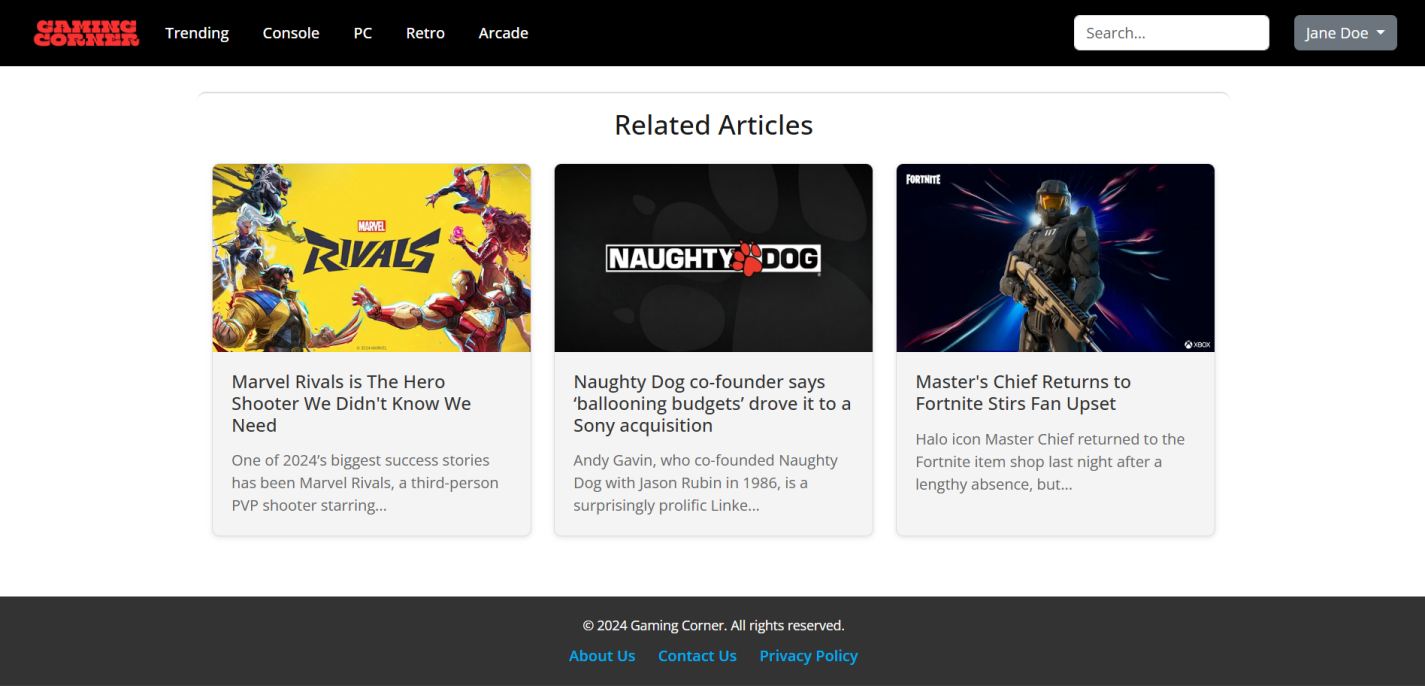 GAMING
CORNER
Trending
Console
PC
Retro
Arcade
Search...
Jane Doe
Related Articles
MARVEL
RIVALS
© 2024 MARVEL
NAUGHTY DOG
FORTNITE
117
XBOX
Marvel Rivals is The Hero
Shooter We Didn't Know We
Need
One of 2024’s biggest success stories
has been Marvel Rivals, a third-person
PVP shooter starring...
Naughty Dog co-founder says
‘ballooning budgets’ drove it to a
Sony acquisition
Andy Gavin, who co-founded Naughty
Dog with Jason Rubin in 1986, is a
surprisingly prolific Linke...
Master's Chief Returns to
Fortnite Stirs Fan Upset
Halo icon Master Chief returned to the
Fortnite item shop last night after a
lengthy absence, but...
© 2024 Gaming Corner. All rights reserved.
About Us
Contact Us
Privacy Policy